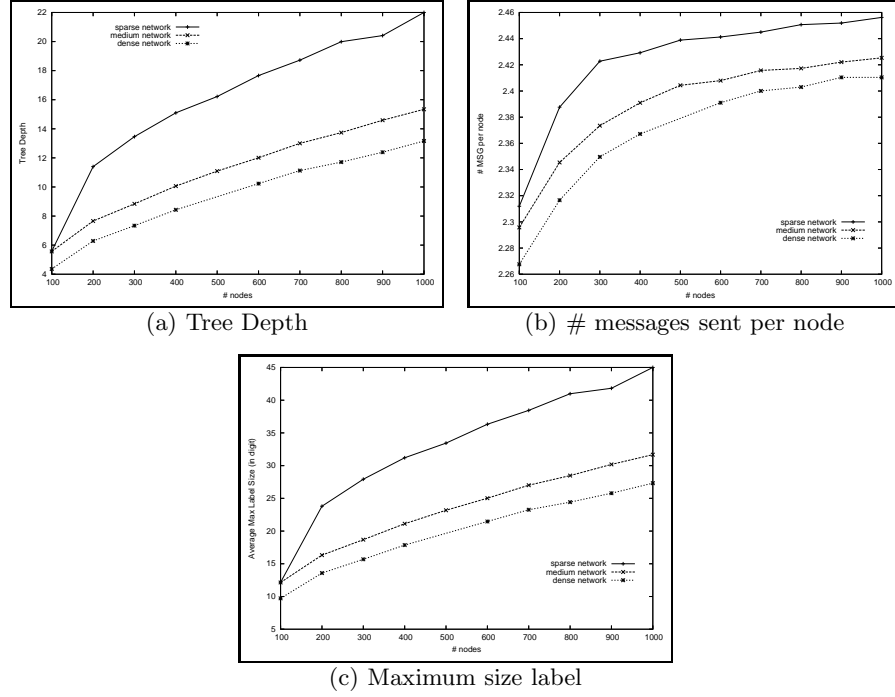 22
20
18
16
14
12
10
8
6
4
Tree Depth
sparse network
medium network
dense network
100 200 300 400 500 600 700 800 900 1000
# nodes
(a) Tree Depth
2.46
2.44
2.42
2.4
2.38
2.36
2.34
2.32
2.3
2.28
2.26
# MSG per node
sparse network
medium network
dense network
100 200 300 400 500 600 700 800 900 1000
# nodes
(b) # messages sent per node
45
40
35
30
25
20
15
10
5
Average Max Label Size (in digit)
sparse network
medium network
dense network
100 200 300 400 500 600 700 800 900 1000
# nodes
(c) Maximum size label